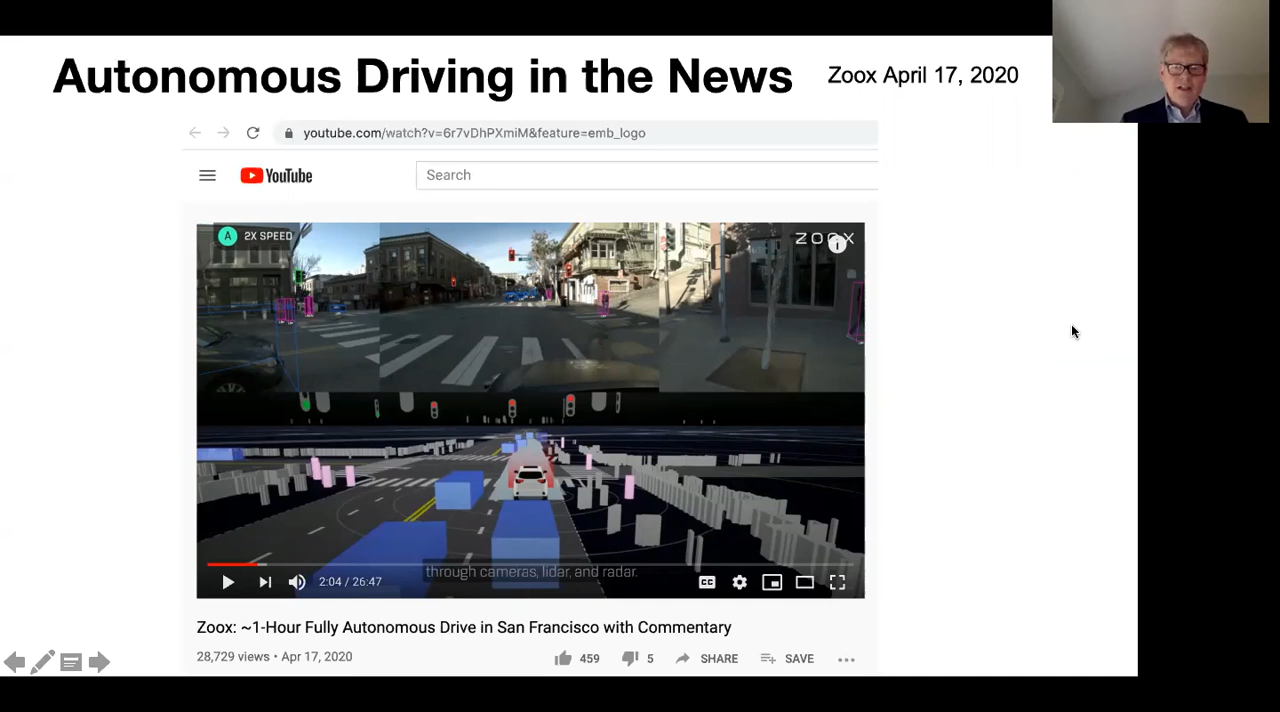 Autonomous Driving in the News
Zoox April 17, 2020
youtube.com/watch?v=6r7vDhPXmiM&feature=emb_logo
YouTube
Search
A 2X SPEED
ZOOX
i
through cameras, lidar, and radar.
2:04 / 26:47
CC
Zoox: ~1-Hour Fully Autonomous Drive in San Francisco with Commentary
28,729 views • Apr 17, 2020
459
5
SHARE
SAVE